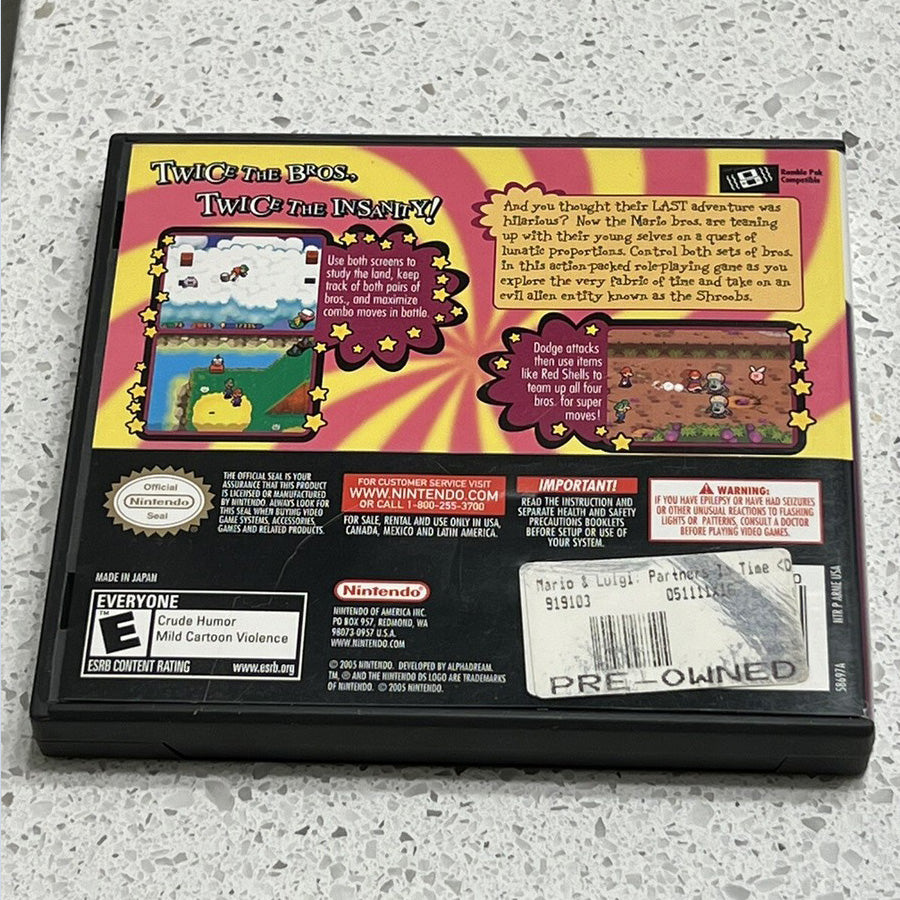 TWICE THE BROS.,
TWICE THE INSANITY!
Rumble Pak
Compatible
And you thought their LAST adventure was
hilarious? Now the Mario bros. are teaming
up with their young selves on a quest of
lunatic proportions. Control both sets of bros.
in this action-packed role-playing game as you
explore the very fabric of time and take on an
evil alien entity known as the Shroobs.
Use both screens to
study the land, keep
track of both pairs of
bros., and maximize
combo moves in battle.
Dodge attacks
then use items
like Red Shells to
team up all four
bros. for super
moves!
Official
Nintendo
Seal
THE OFFICIAL SEAL IS YOUR
ASSURANCE THAT THIS PRODUCT
IS LICENSED OR MANUFACTURED
BY NINTENDO. ALWAYS LOOK FOR
THIS SEAL WHEN BUYING VIDEO
GAME SYSTEMS, ACCESSORIES,
GAMES AND RELATED PRODUCTS.
FOR CUSTOMER SERVICE VISIT
WWW.NINTENDO.COM
OR CALL 1-800-255-3700
FOR SALE, RENTAL AND USE ONLY IN USA,
CANADA, MEXICO AND LATIN AMERICA.
IMPORTANT!
READ THE INSTRUCTION AND
SEPARATE HEALTH AND SAFETY
PRECAUTIONS BOOKLETS
BEFORE SETUP OR USE OF
YOUR SYSTEM.
WARNING:
IF YOU HAVE EPILEPSY OR HAVE HAD SEIZURES
OR OTHER UNUSUAL REACTIONS TO FLASHING
LIGHTS OR PATTERNS, CONSULT A DOCTOR
BEFORE PLAYING VIDEO GAMES.
MADE IN JAPAN
EVERYONE
TM
E
Crude Humor
Mild Cartoon Violence
ESRB CONTENT RATING www.esrb.org
Nintendo
NINTENDO OF AMERICA INC.
PO BOX 957, REDMOND, WA
98073-0957 U.S.A.
WWW.NINTENDO.COM
© 2005 NINTENDO. DEVELOPED BY ALPHADREAM.
TM, ® AND THE NINTENDO DS LOGO ARE TRADEMARKS
OF NINTENDO. © 2005 NINTENDO.
Mario & Luigi: Partners In Time <D
919103
PRE-OWNED
NTR P ARME USA
58697A